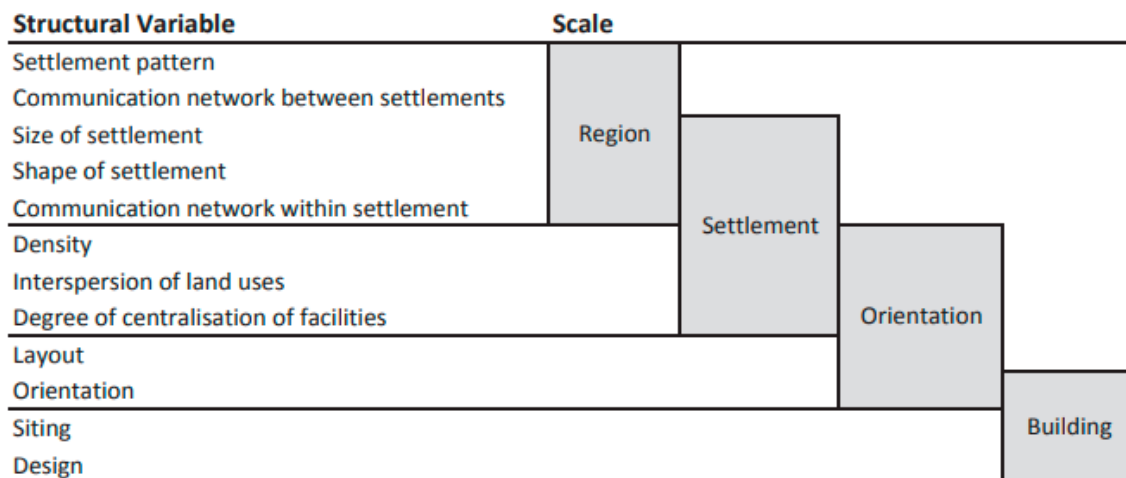 Structural Variable Scale
Settlement pattern
Communication network between settlements
Size of settlement Region
Shape of settlement
Communication network within settlement
Settlement
Density
Interspersion of land uses
Degree of centralisation of facilities Orientation
Layout
Orientation
Siting Building
Design